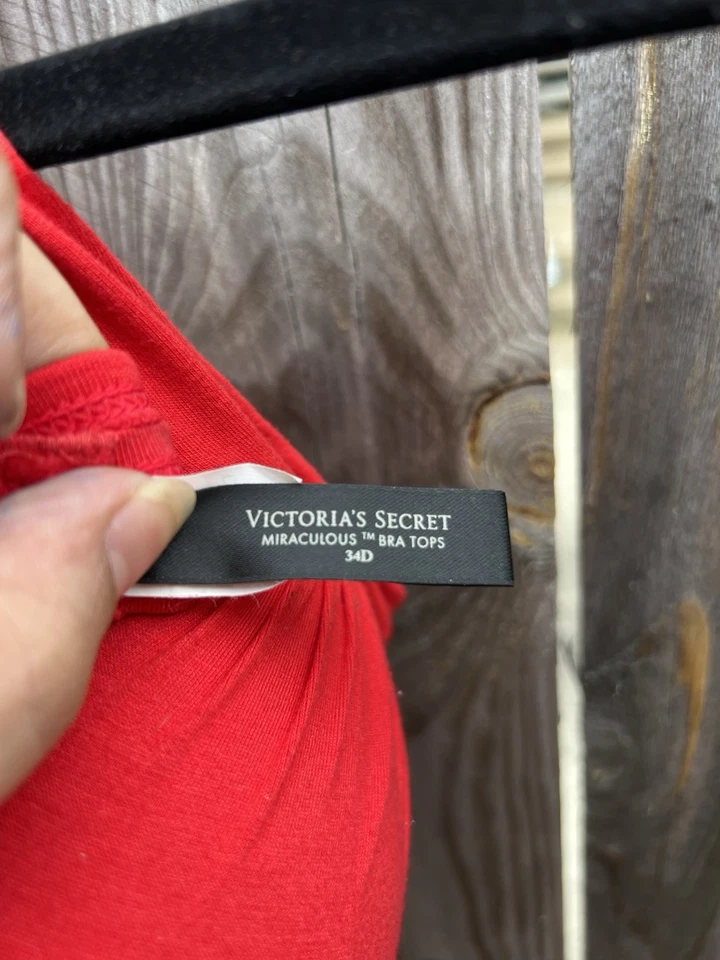 VICTORIA'S SECRET
MIRACULOUS ™ BRA TOPS
34D